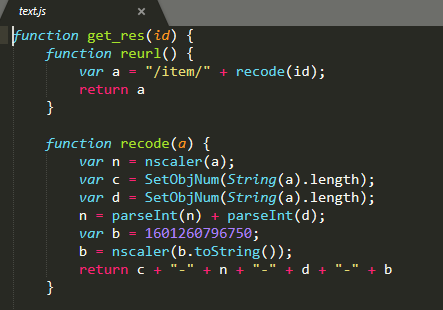 text.js ×
function get_res(id) {
    function reurl() {
        var a = "/item/" + recode(id);
        return a
    }

    function recode(a) {
        var n = nscaler(a);
        var c = SetObjNum(String(a).length);
        var d = SetObjNum(String(a).length);
        n = parseInt(n) + parseInt(d);
        var b = 1601260796750;
        b = nscaler(b.toString());
        return c + "-" + n + "-" + d + "-" + b
    }